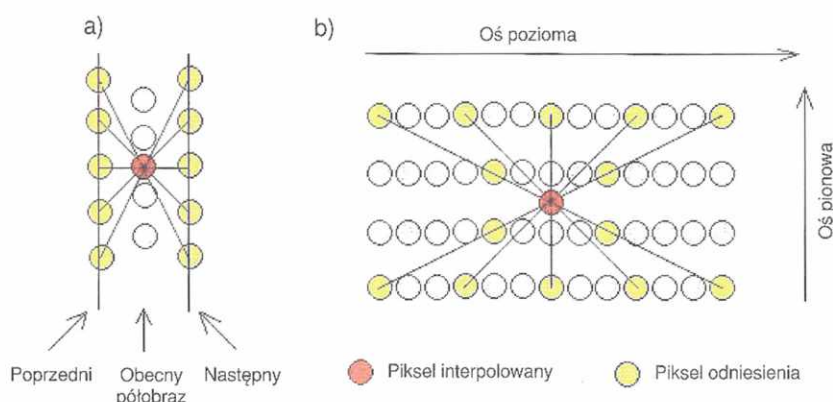 a)
b)
Oś pozioma
Oś pionowa
Poprzedni
Obecny
półobraz
Następny
Piksel interpolowany
Piksel odniesienia